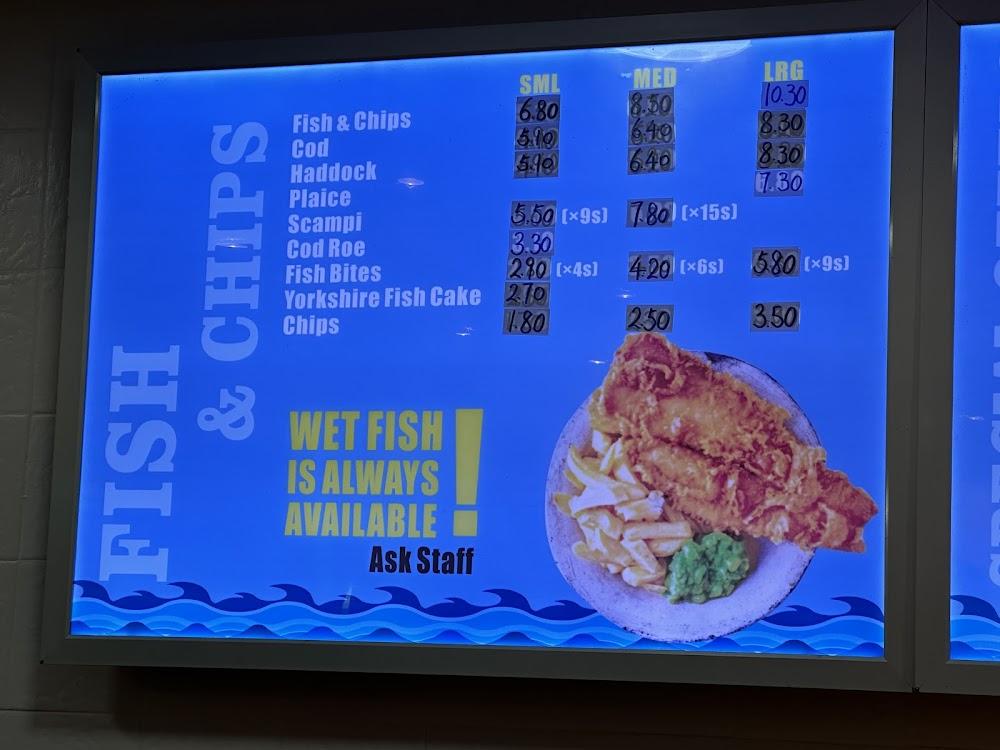 FISH
& CHIPS
SML MED LRG
Fish & Chips 6.80 8.50 10.30
Cod 5.90 6.40 8.30
Haddock 5.90 6.40 8.30
Plaice 7.30
Scampi 5.50 (×9s) 7.80 (×15s)
Cod Roe 3.30
Fish Bites 2.90 (×4s) 4.20 (×6s) 5.80 (×9s)
Yorkshire Fish Cake 2.70
Chips 1.80 2.50 3.50
WET FISH
IS ALWAYS
AVAILABLE!
Ask Staff